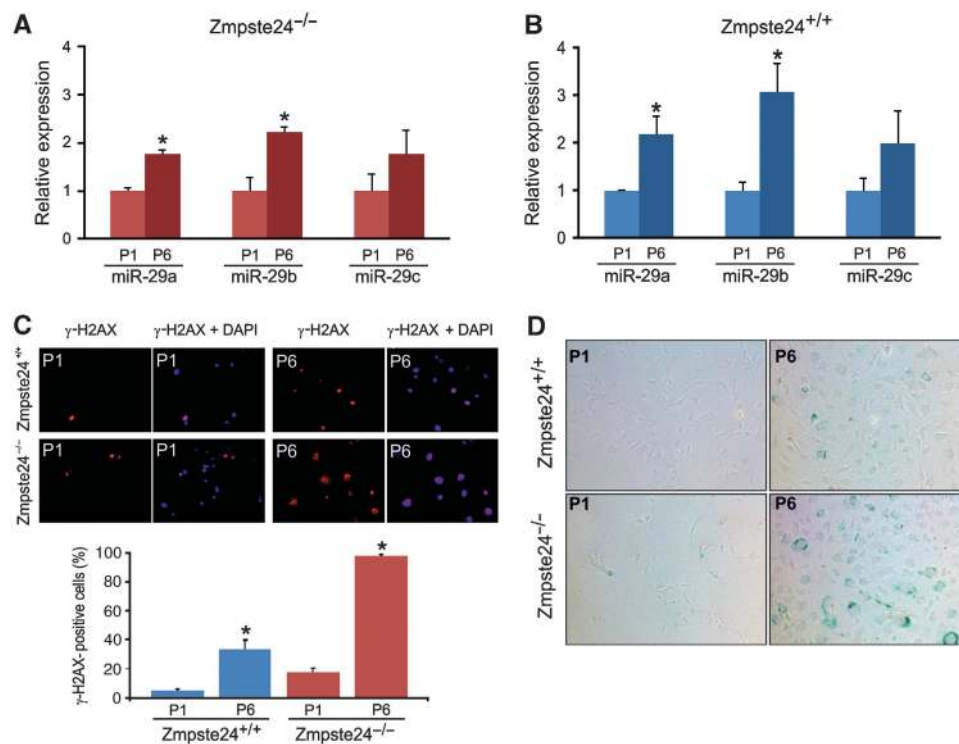 A
Zmpste24−/−
Relative expression
4
3
2
1
0
* *
P1 P6 P1 P6 P1 P6
miR-29a miR-29b miR-29c
B
Zmpste24+/+
Relative expression
4
3
2
1
0
* *
P1 P6 P1 P6 P1 P6
miR-29a miR-29b miR-29c
C
γ-H2AX γ-H2AX + DAPI γ-H2AX γ-H2AX + DAPI
Zmpste24+/+
P1 P1 P6 P6
Zmpste24−/−
P1 P1 P6 P6
γ-H2AX-positive cells (%)
100
80
60
40
20
0
* *
P1 P6 P1 P6
Zmpste24+/+ Zmpste24−/−
D
Zmpste24+/+
P1 P6
Zmpste24−/−
P1 P6